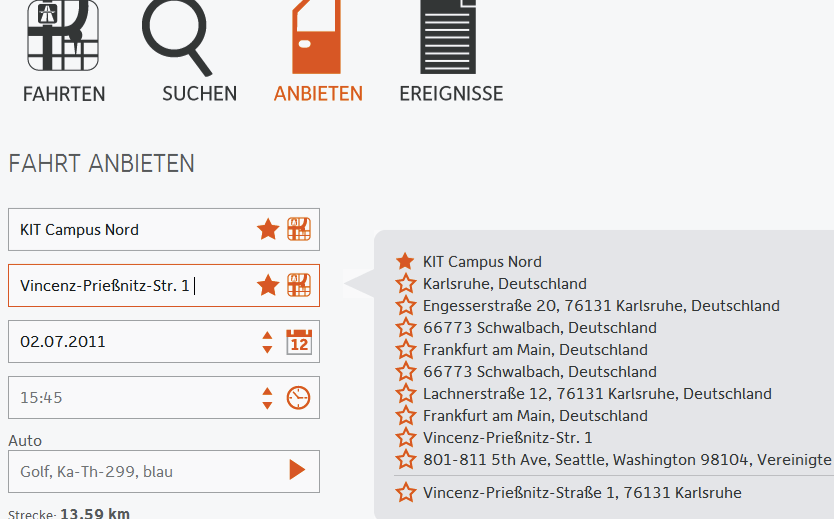 FAHRTEN SUCHEN ANBIETEN EREIGNISSE
FAHRT ANBIETEN
KIT Campus Nord
Vincenz-Prießnitz-Str. 1
02.07.2011
12
15:45
Auto
Golf, Ka-Th-299, blau
Strecke: 13.59 km
KIT Campus Nord
Karlsruhe, Deutschland
Engesserstraße 20, 76131 Karlsruhe, Deutschland
66773 Schwalbach, Deutschland
Frankfurt am Main, Deutschland
66773 Schwalbach, Deutschland
Lachnerstraße 12, 76131 Karlsruhe, Deutschland
Frankfurt am Main, Deutschland
Vincenz-Prießnitz-Str. 1
801-811 5th Ave, Seattle, Washington 98104, Vereinigte
Vincenz-Prießnitz-Straße 1, 76131 Karlsruhe